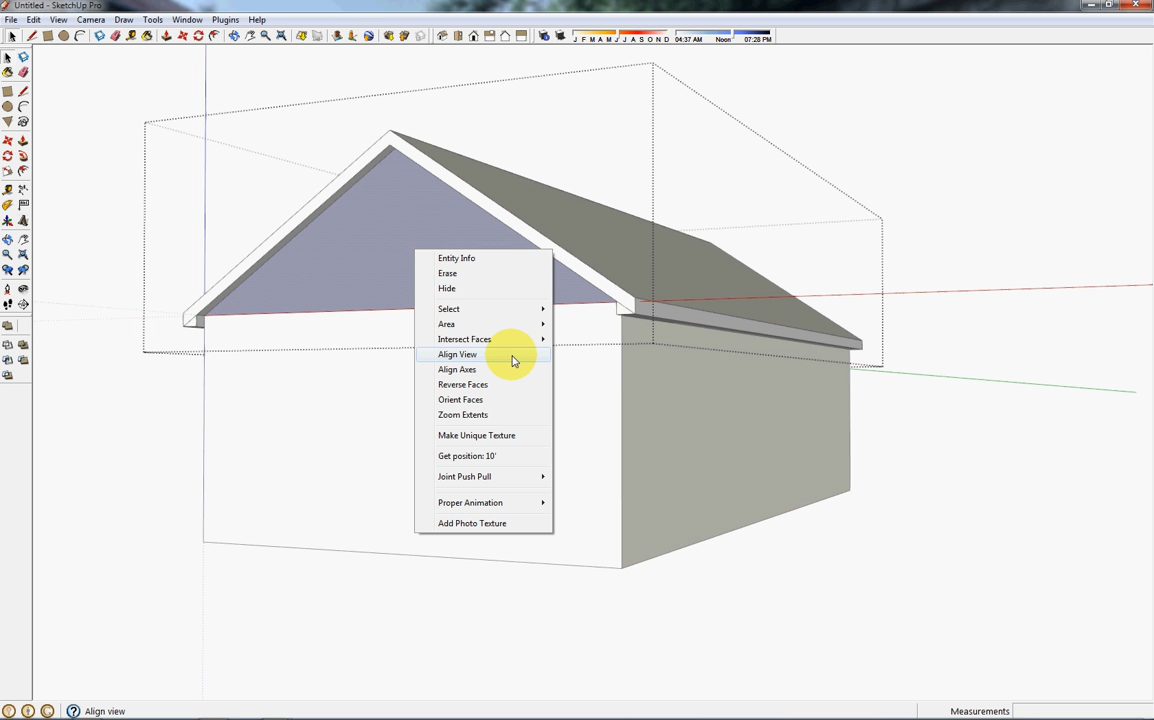 Untitled - SketchUp Pro
File Edit View Camera Draw Tools Window Plugins Help
J F M A M J J A S O N D 04:37 AM Noon 07:28 PM
Entity Info
Erase
Hide
Select
Area
Intersect Faces
Align View
Align Axes
Reverse Faces
Orient Faces
Zoom Extents
Make Unique Texture
Get position: 10'
Joint Push Pull
Proper Animation
Add Photo Texture
Align view
Measurements